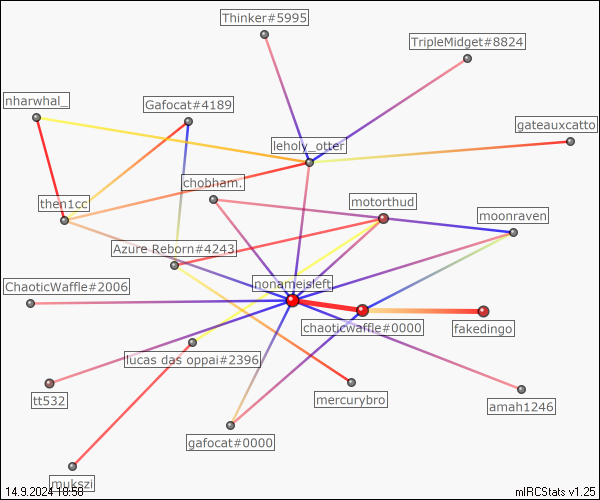 Thinker#5995
TripleMidget#8824
nharwhal_
Gafocat#4189
gateauxcatto
leholy_otter
chobham.
then1cc
motorthud
moonraven
Azure Reborn#4243
nonameisleft
ChaoticWaffle#2006
chaoticwaffle#0000
fakedingo
lucas das oppai#2396
tt532
mercurybro
amah1246
gafocat#0000
mukszi
14.9.2024 18:58
mIRCStats v1.25